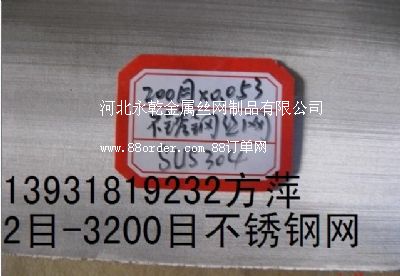 200目×0.053
河北永乾金属丝网制品有限公司
不锈钢网(过网)
www.88order.com 88订单网
SUS304
13931819232方萍
2目-3200目不锈钢网